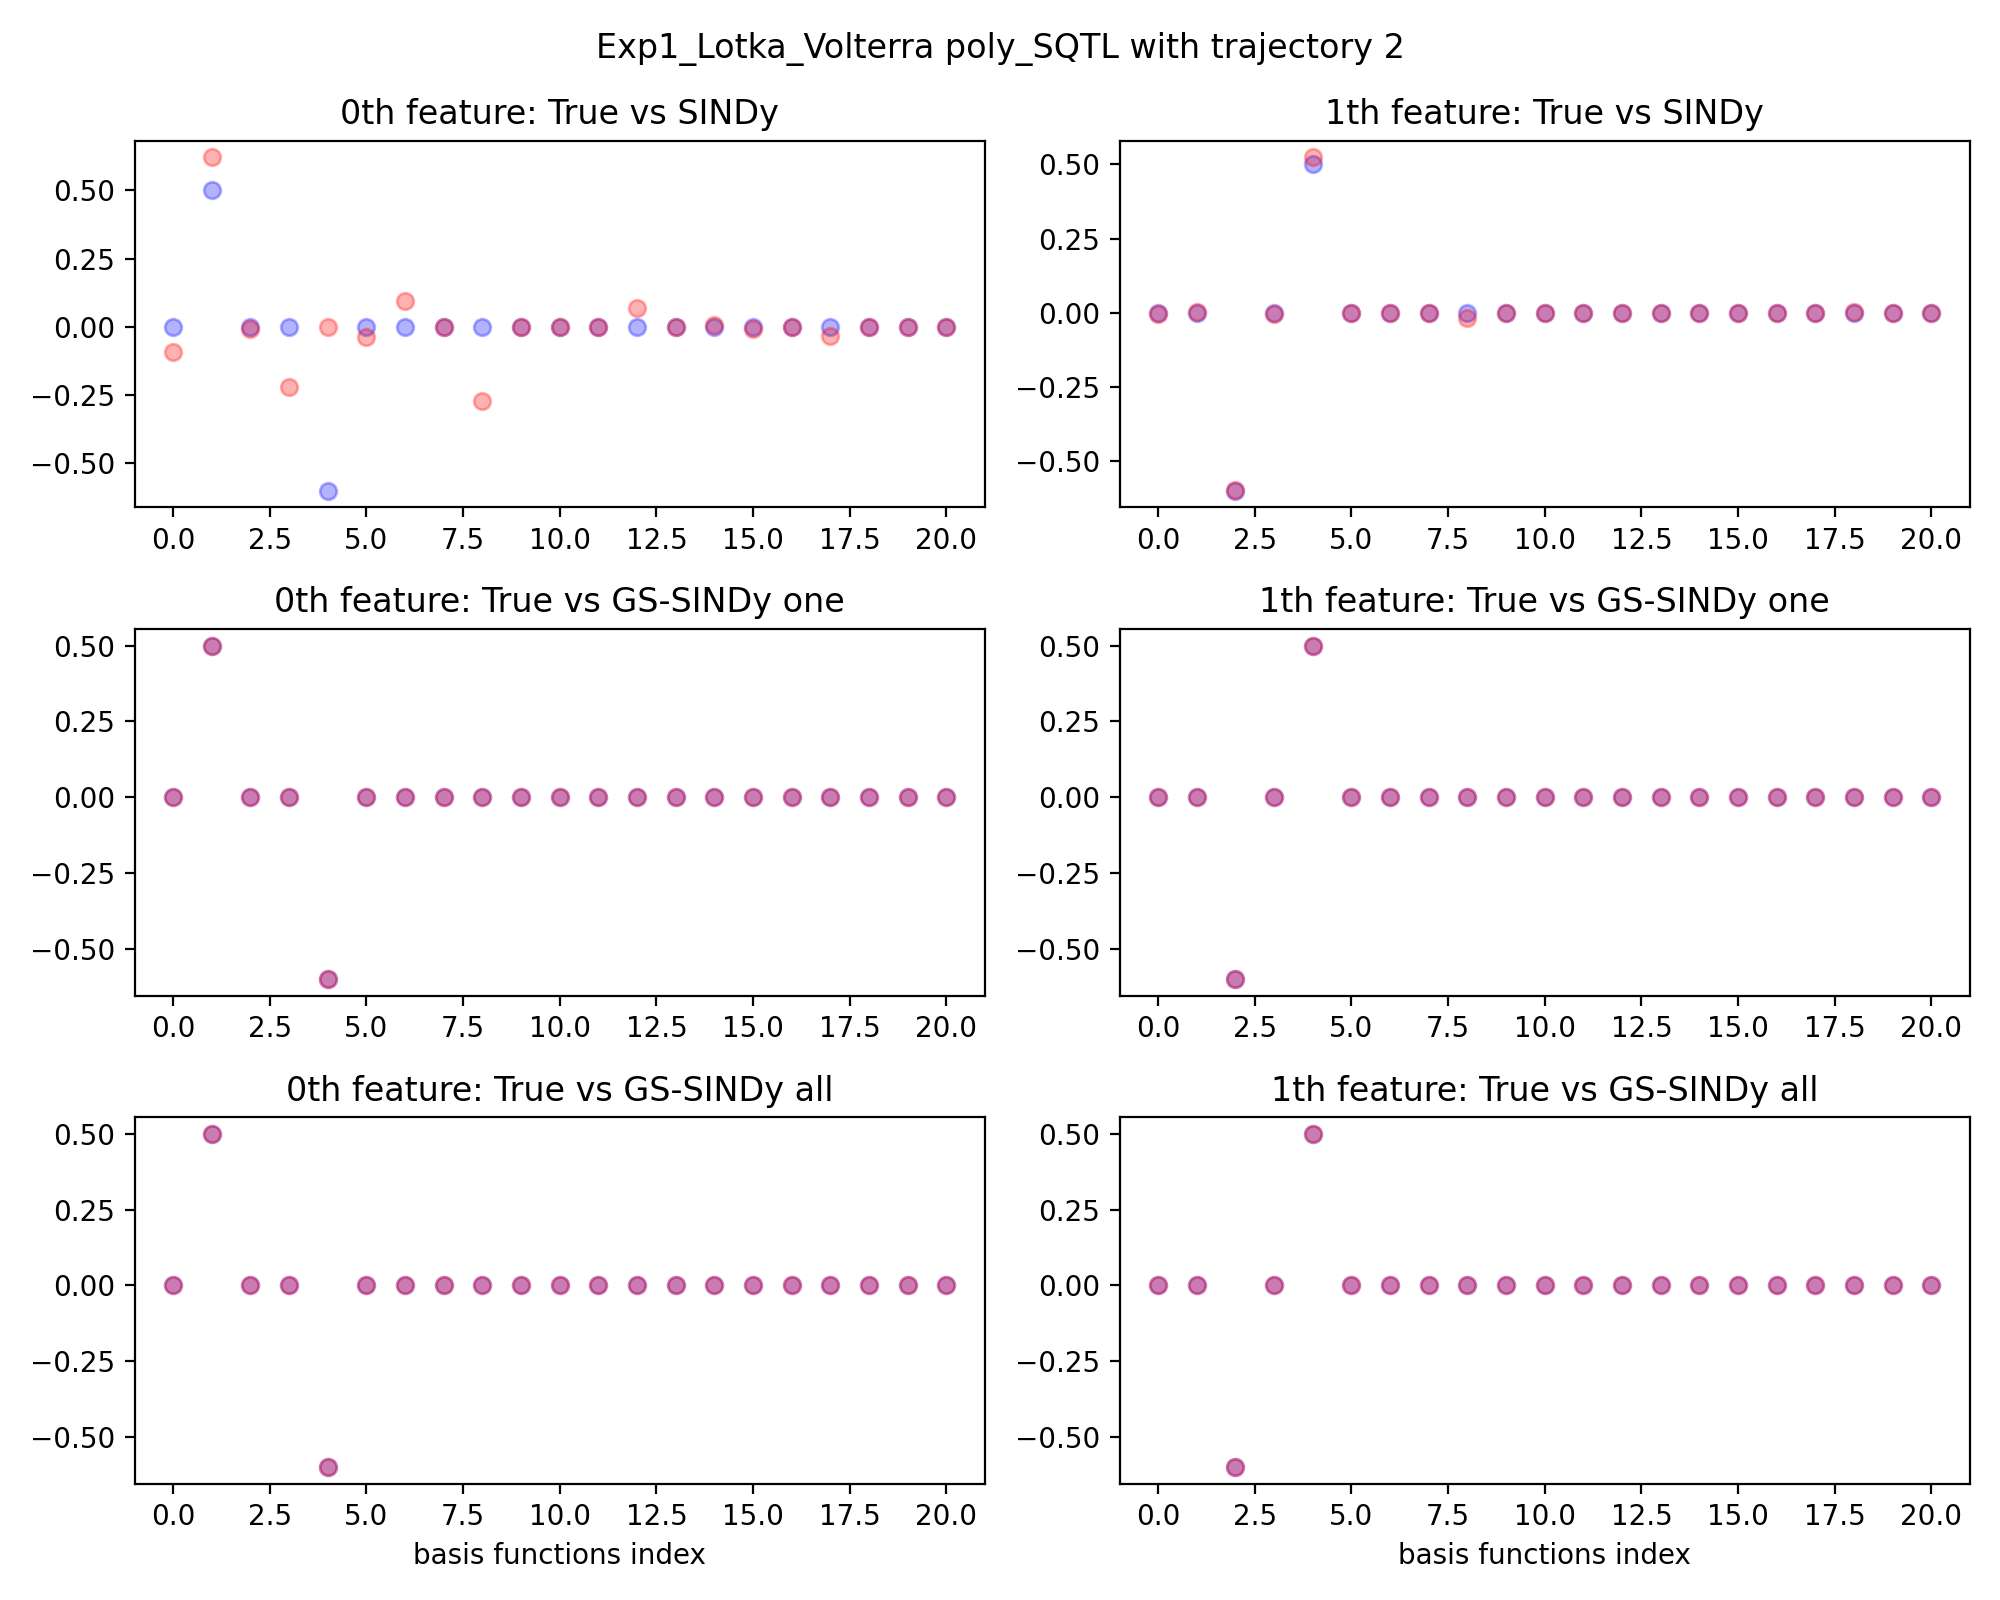 Exp1_Lotka_Volterra poly_SQTL with trajectory 2
0th feature: True vs SINDy
0.50
0.25
0.00
−0.25
−0.50
0.0 2.5 5.0 7.5 10.0 12.5 15.0 17.5 20.0
1th feature: True vs SINDy
0.50
0.25
0.00
−0.25
−0.50
0.0 2.5 5.0 7.5 10.0 12.5 15.0 17.5 20.0
0th feature: True vs GS-SINDy one
0.50
0.25
0.00
−0.25
−0.50
0.0 2.5 5.0 7.5 10.0 12.5 15.0 17.5 20.0
1th feature: True vs GS-SINDy one
0.50
0.25
0.00
−0.25
−0.50
0.0 2.5 5.0 7.5 10.0 12.5 15.0 17.5 20.0
0th feature: True vs GS-SINDy all
0.50
0.25
0.00
−0.25
−0.50
0.0 2.5 5.0 7.5 10.0 12.5 15.0 17.5 20.0
basis functions index
1th feature: True vs GS-SINDy all
0.50
0.25
0.00
−0.25
−0.50
0.0 2.5 5.0 7.5 10.0 12.5 15.0 17.5 20.0
basis functions index